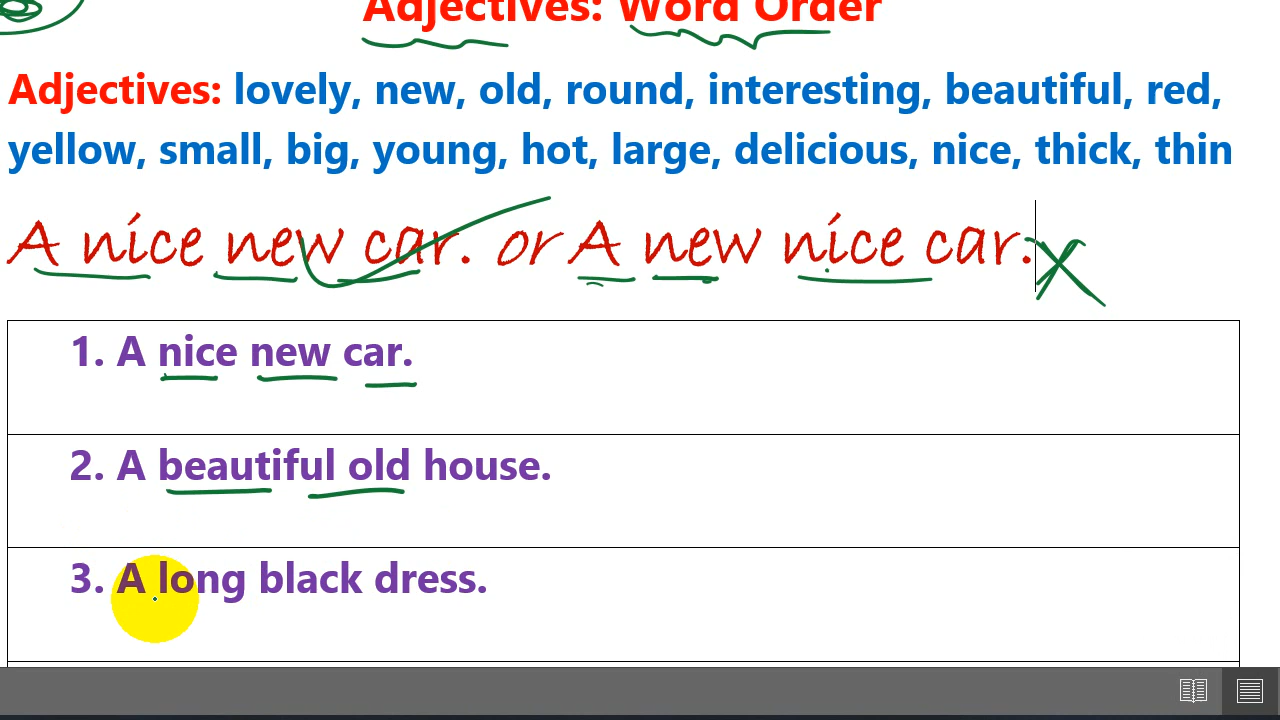 Adjectives: Word Order
Adjectives: lovely, new, old, round, interesting, beautiful, red,
yellow, small, big, young, hot, large, delicious, nice, thick, thin
A nice new car. or A new nice car.
1. A nice new car.
2. A beautiful old house.
3. A long black dress.